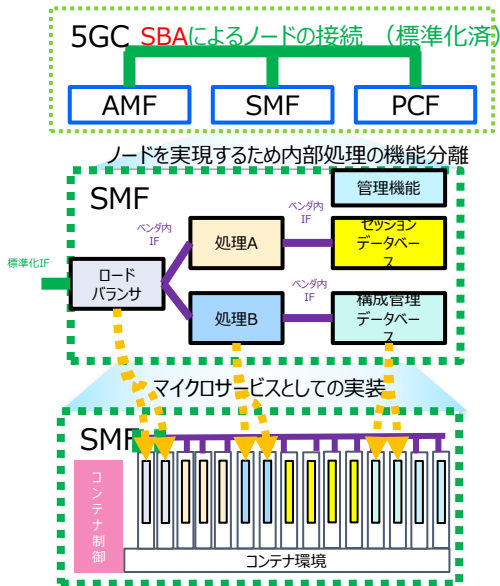 5GC SBAによるノードの接続 （標準化済）
AMF
SMF
PCF
ノードを実現するため内部処理の機能分離
SMF
管理機能
ベンダ内
IF
ベンダ内
IF
処理A
セッション
データベー
ス
標準化IF
ロード
バランサ
ベンダ内
IF
処理B
構成管理
データベー
ス
マイクロサービスとしての実装
SMF
コンテナ制御
コンテナ環境